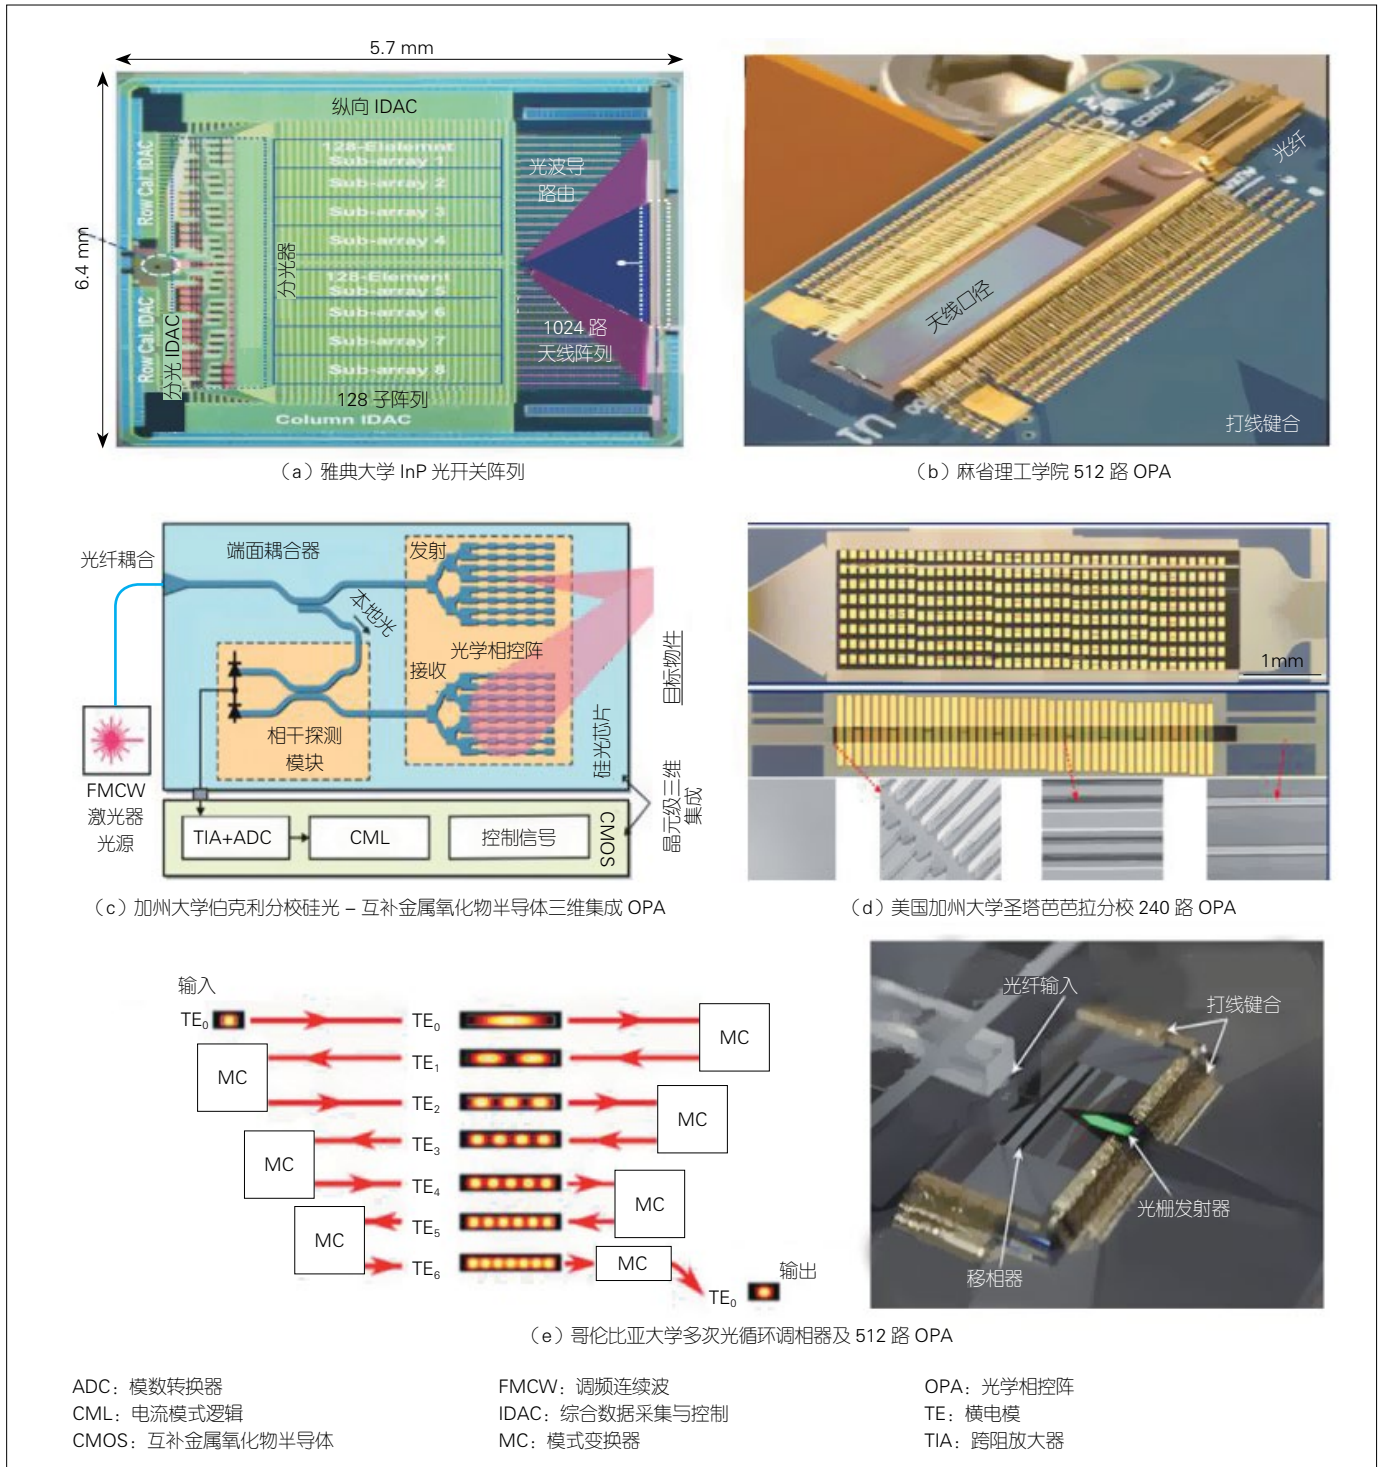 5.7 mm
6.4 mm
纵向 IDAC
Row Cal. IDAC
128-Elelemnt
Sub-array 1
Sub-array 2
Sub-array 3
Sub-array 4
128-Element
Sub-array 5
Sub-array 6
Sub-array 7
Sub-array 8
Row Cal. IDAC
分光 IDAC
分光器
光波导
路由
1024 路
天线阵列
128 子阵列
Column IDAC
(a)雅典大学 InP 光开关阵列
光纤
天线口径
打线键合
(b)麻省理工学院 512 路 OPA
光纤耦合
端面耦合器
发射
本地光
光学相控阵
接收
相干探测
模块
目标物件
硅光芯片
FMCW
激光器
光源
TIA+ADC
CML
控制信号
CMOS
晶元级三维
集成
(c)加州大学伯克利分校硅光 – 互补金属氧化物半导体三维集成 OPA
1mm
(d)美国加州大学圣塔芭芭拉分校 240 路 OPA
输入
TE₀
TE₀
MC
TE₁
MC
TE₂
MC
TE₃
MC
TE₄
MC
TE₅
MC
TE₆
MC
输出
TE₀
光纤输入
打线键合
光栅发射器
移相器
(e)哥伦比亚大学多次光循环调相器及 512 路 OPA
ADC：模数转换器
CML：电流模式逻辑
CMOS：互补金属氧化物半导体
FMCW：调频连续波
IDAC：综合数据采集与控制
MC：模式变换器
OPA：光学相控阵
TE：横电模
TIA：跨阻放大器